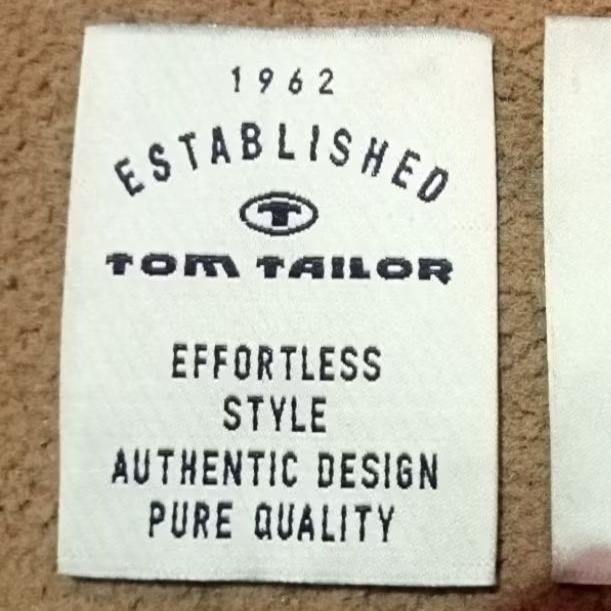 1962
ESTABLISHED
T
TOM TAILOR
EFFORTLESS
STYLE
AUTHENTIC DESIGN
PURE QUALITY